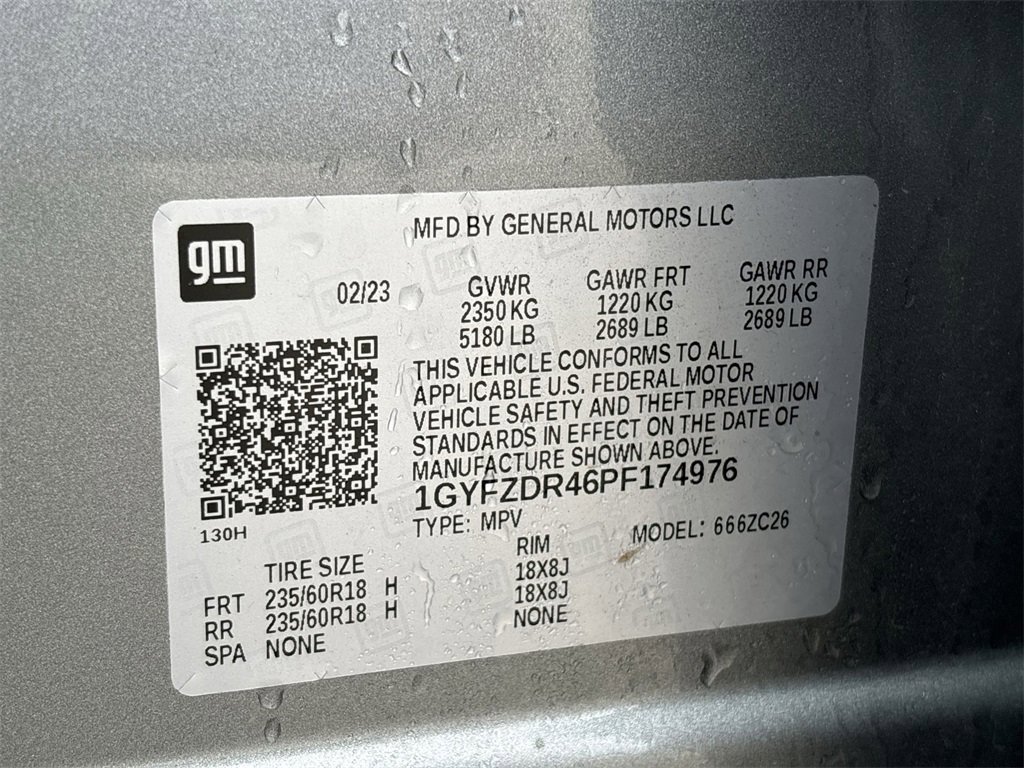 gm
MFD BY GENERAL MOTORS LLC
02/23
GVWR GAWR FRT GAWR RR
2350 KG 1220 KG 1220 KG
5180 LB 2689 LB 2689 LB
THIS VEHICLE CONFORMS TO ALL
APPLICABLE U.S. FEDERAL MOTOR
VEHICLE SAFETY AND THEFT PREVENTION
STANDARDS IN EFFECT ON THE DATE OF
MANUFACTURE SHOWN ABOVE.
1GYFZDR46PF174976
130H
TYPE: MPV MODEL: 666ZC26
TIRE SIZE RIM
FRT 235/60R18 H 18X8J
RR 235/60R18 H 18X8J
SPA NONE NONE